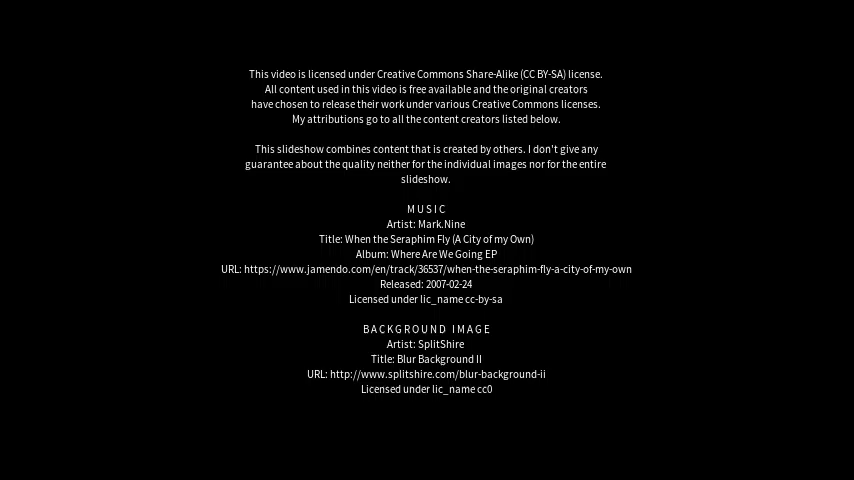 This video is licensed under Creative Commons Share-Alike (CC BY-SA) license.
All content used in this video is free available and the original creators
have chosen to release their work under various Creative Commons licenses.
My attributions go to all the content creators listed below.
This slideshow combines content that is created by others. I don't give any
guarantee about the quality neither for the individual images nor for the entire
slideshow.
MUSIC
Artist: Mark.Nine
Title: When the Seraphim Fly (A City of my Own)
Album: Where Are We Going EP
URL: https://www.jamendo.com/en/track/36537/when-the-seraphim-fly-a-city-of-my-own
Released: 2007-02-24
Licensed under lic_name cc-by-sa
BACKGROUND IMAGE
Artist: SplitShire
Title: Blur Background II
URL: http://www.splitshire.com/blur-background-ii
Licensed under lic_name cc0